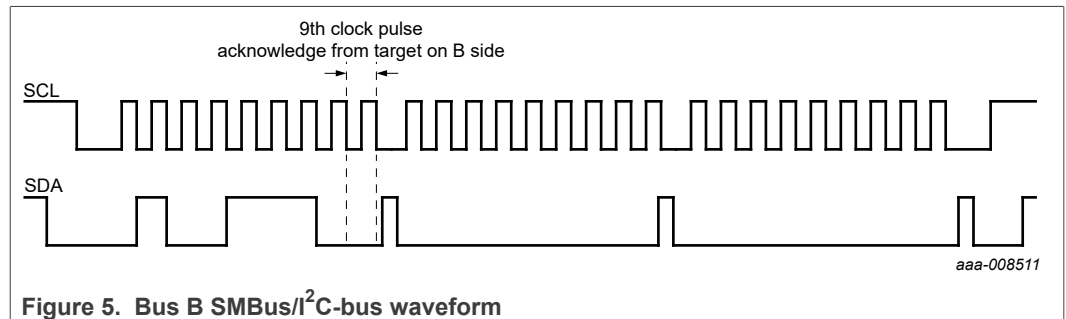 9th clock pulse
acknowledge from target on B side
SCL
SDA
aaa-008511
Figure 5. Bus B SMBus/I²C-bus waveform